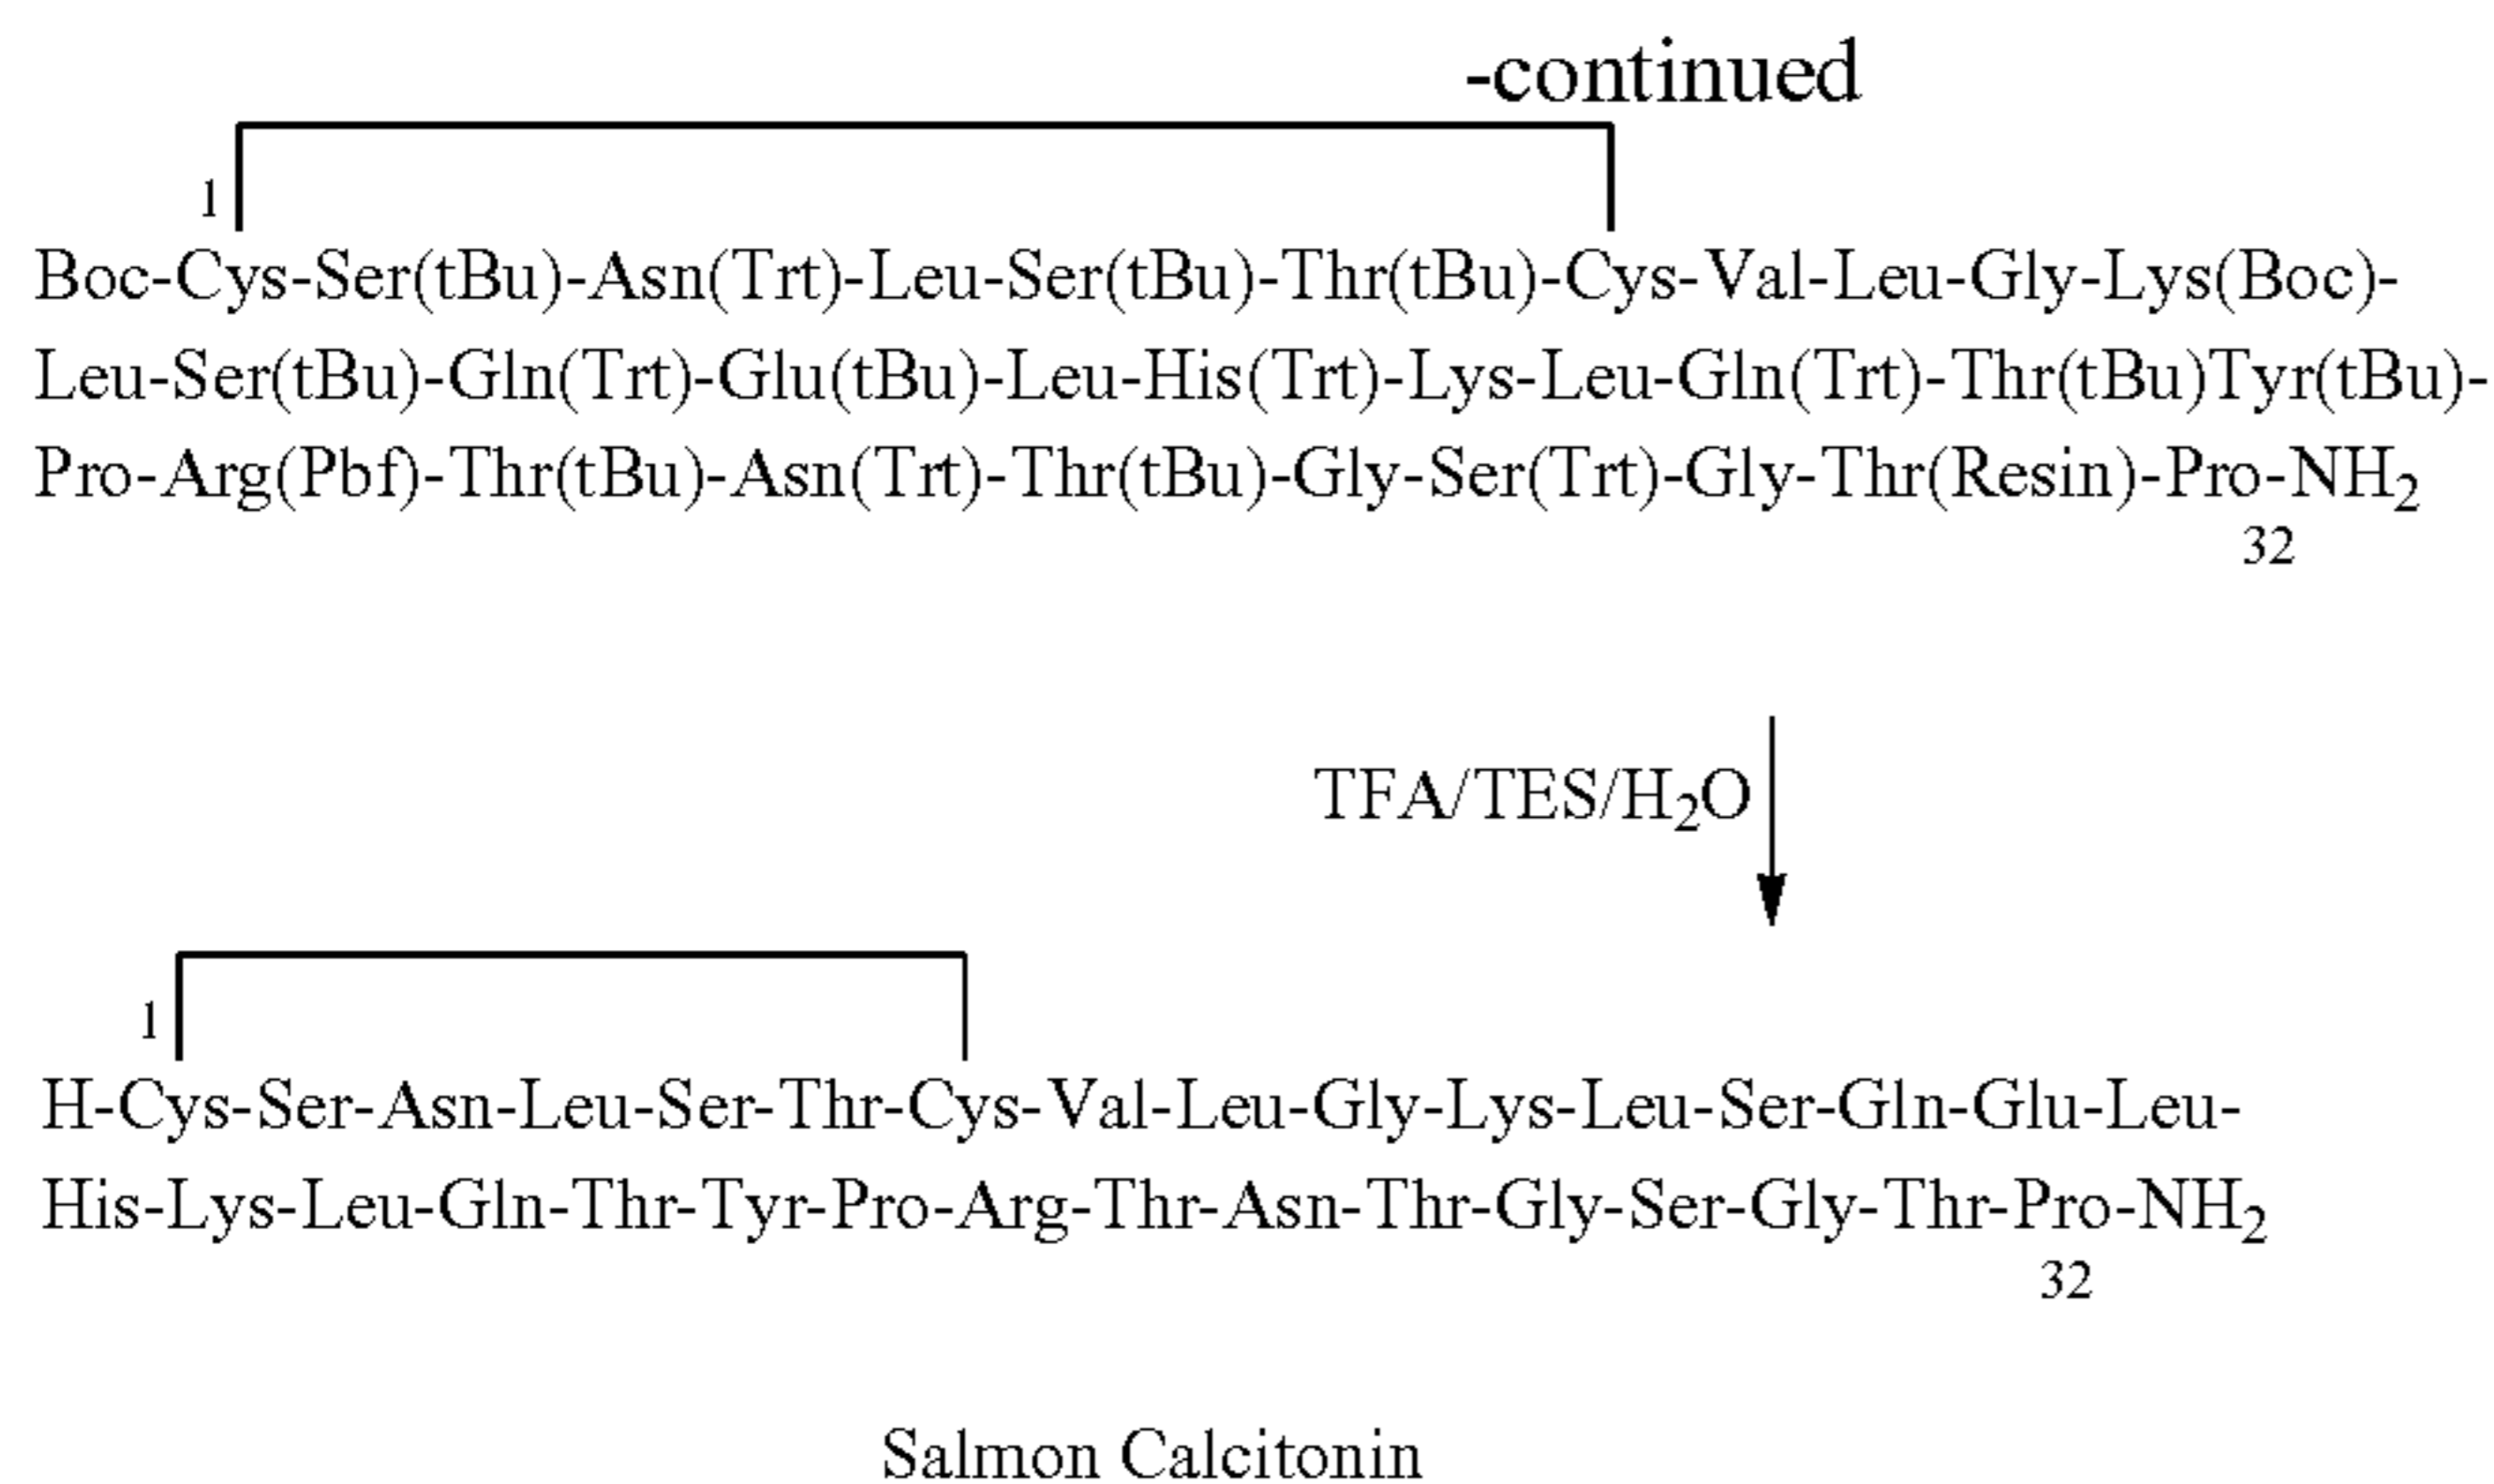 -continued
1
Boc-Cys-Ser(tBu)-Asn(Trt)-Leu-Ser(tBu)-Thr(tBu)-Cys-Val-Leu-Gly-Lys(Boc)-
Leu-Ser(tBu)-Gln(Trt)-Glu(tBu)-Leu-His(Trt)-Lys-Leu-Gln(Trt)-Thr(tBu)Tyr(tBu)-
Pro-Arg(Pbf)-Thr(tBu)-Asn(Trt)-Thr(tBu)-Gly-Ser(Trt)-Gly-Thr(Resin)-Pro-NH₂
32
TFA/TES/H₂O
1
H-Cys-Ser-Asn-Leu-Ser-Thr-Cys-Val-Leu-Gly-Lys-Leu-Ser-Gln-Glu-Leu-
His-Lys-Leu-Gln-Thr-Tyr-Pro-Arg-Thr-Asn-Thr-Gly-Ser-Gly-Thr-Pro-NH₂
32
Salmon Calcitonin